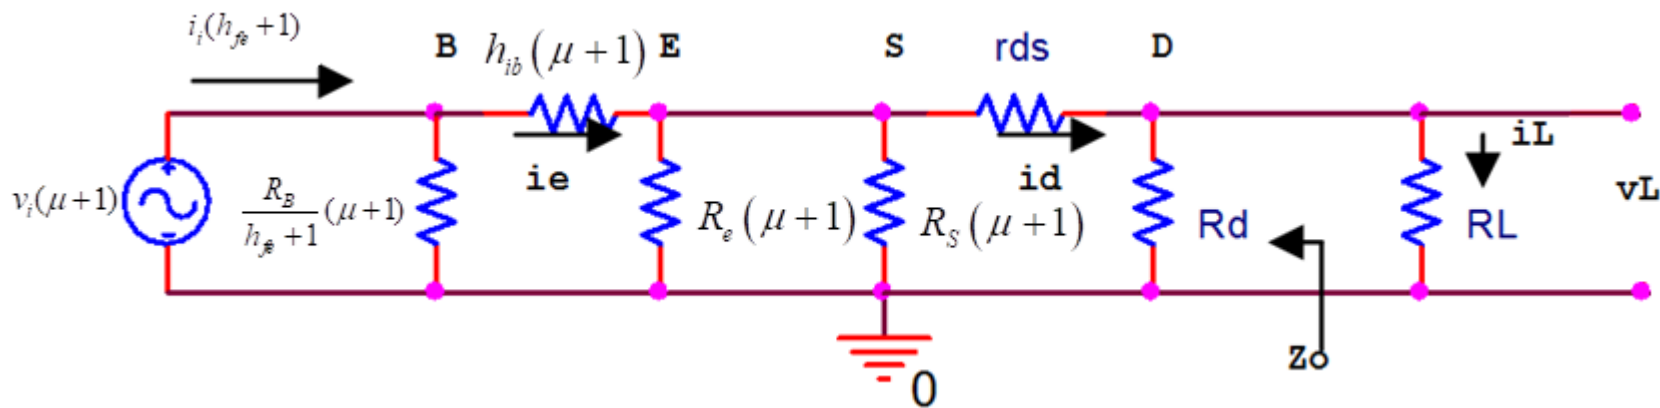 i_i(h_fe+1)
B
h_ib(μ+1)
E
S
rds
D
v_i(μ+1)
R_B/(h_fe+1) (μ+1)
ie
R_e(μ+1)
R_S(μ+1)
id
Rd
iL
RL
vL
Zo
0